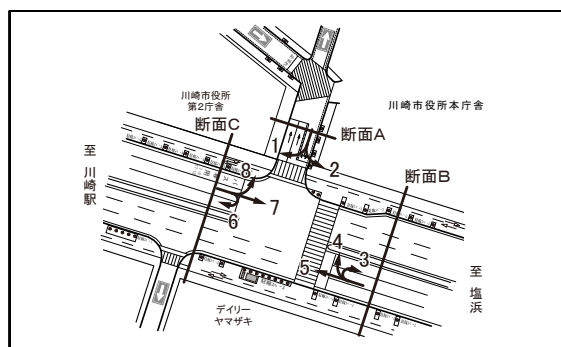 川崎市役所
第2庁舎
川崎市役所本庁舎
断面C
断面A
断面B
至 川崎駅
至 塩浜
1
2
8
7
6
4
3
5
デイリー
ヤマザキ